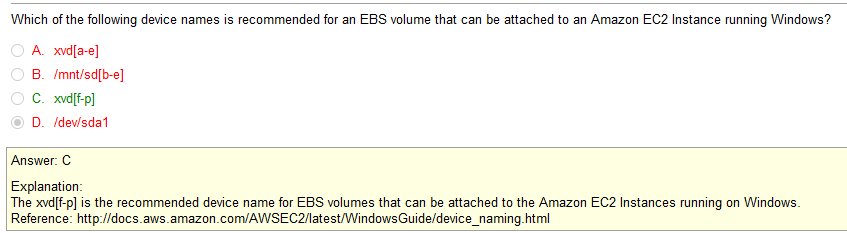 Which of the following device names is recommended for an EBS volume that can be attached to an Amazon EC2 Instance running Windows?
A. xvd[a-e]
B. /mnt/sd[b-e]
C. xvd[f-p]
D. /dev/sda1
Answer: C
Explanation:
The xvd[f-p] is the recommended device name for EBS volumes that can be attached to the Amazon EC2 Instances running on Windows.
Reference: http://docs.aws.amazon.com/AWSEC2/latest/WindowsGuide/device_naming.html